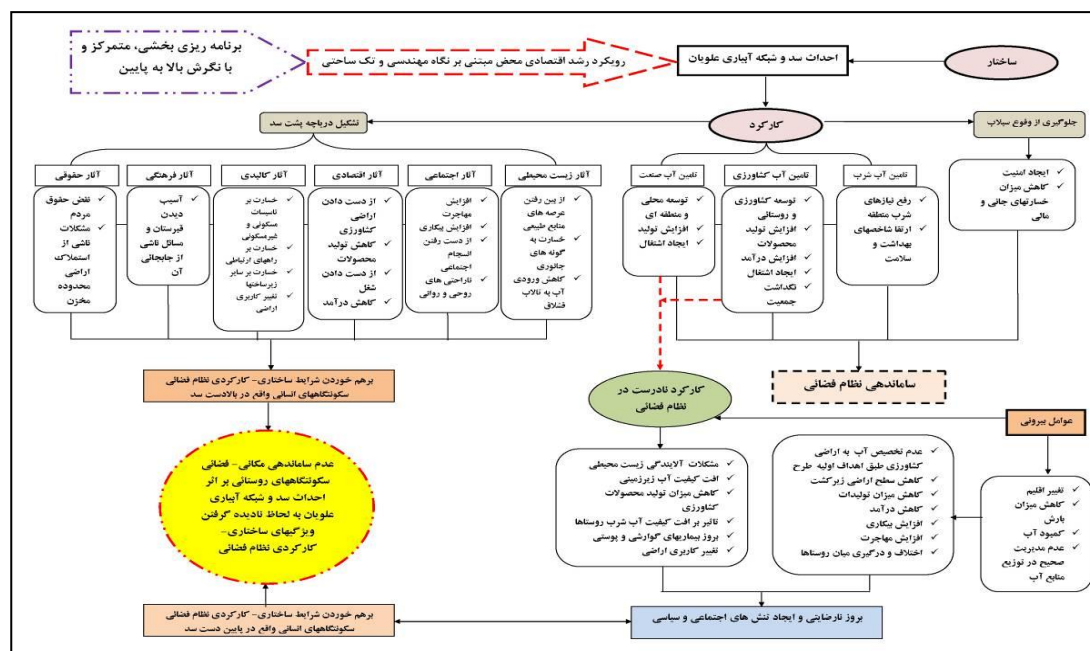 برنامه ریزی بخشی، متمرکز و
با نگرش بالا به پایین
رویکرد رشد اقتصادی محض مبتنی بر نگاه مهندسی و تک ساحتی
احداث سد و شبکه آبیاری علویان
ساختار
تشکیل دریاچه پشت سد
کارکرد
جلوگیری از وقوع سیلاب
آثار حقوقی
آثار فرهنگی
آثار کالبدی
آثار اقتصادی
آثار اجتماعی
آثار زیست محیطی
تامین آب صنعت
تامین آب کشاورزی
تامین آب شرب
✓ نقض حقوق
مردم
✓ مشکلات
ناشی از
استملاک
اراضی
محدوده
مخزن
✓ آسیب
دیدن
قبرستان و
مسائل ناشی
از جابجائی
آن
✓ خسارت بر
تاسیسات
مسکونی و
غیرمسکونی
✓ خسارت بر
راههای ارتباطی
✓ خسارت بر سایر
زیرساختها
✓ تغییر کاربری
اراضی
✓ از دست دادن
اراضی
کشاورزی
✓ کاهش تولید
محصولات
✓ از دست دادن
شغل
✓ کاهش درآمد
✓ افزایش
مهاجرت
✓ افزایش بیکاری
✓ از دست رفتن
انسجام
اجتماعی
✓ ناراحتی های
روحی و روانی
✓ از بین رفتن
عرصه های
منابع طبیعی
✓ خسارت به
گونه های
جانوری
✓ کاهش ورودی
آب به تالاب
قشلاق
✓ توسعه محلی
و منطقه ای
✓ افزایش تولید
✓ ایجاد اشتغال
✓ توسعه کشاورزی
و روستائی
✓ افزایش تولید
محصولات
✓ افزایش درآمد
✓ ایجاد اشتغال
✓ نگداشت
جمعیت
✓ رفع نیازهای
شرب منطقه
✓ ارتقا شاخصهای
بهداشت و
سلامت
✓ ایجاد امنیت
✓ کاهش میزان
خسارتهای جانی و
مالی
برهم خوردن شرایط ساختاری- کارکردی نظام فضائی
سکونتگاههای انسانی واقع در بالادست سد
کارکرد نادرست در
نظام فضائی
ساماندهی نظام فضائی
عوامل بیرونی
عدم ساماندهی مکانی- فضائی
سکونتگاههای روستائی بر اثر
احداث سد و شبکه آبیاری
علویان به لحاظ نادیده گرفتن
ویژگیهای ساختاری-
کارکردی نظام فضائی
✓ مشکلات آلایندگی زیست محیطی
✓ افت کیفیت آب زیرزمینی
✓ کاهش میزان تولید محصولات
کشاورزی
✓ تاثیر بر افت کیفیت آب شرب روستاها
✓ بروز بیماریهای گوارشی و پوستی
✓ تغییر کاربری اراضی
✓ عدم تخصیص آب به اراضی
کشاورزی طبق اهداف اولیه طرح
✓ کاهش سطح اراضی زیرکشت
✓ کاهش میزان تولیدات
✓ کاهش درآمد
✓ افزایش بیکاری
✓ افزایش مهاجرت
✓ اختلاف و درگیری میان روستاها
✓ تغییر اقلیم
✓ کاهش میزان
بارش
✓ کمبود آب
✓ عدم مدیریت
صحیح در توزیع
منابع آب
برهم خوردن شرایط ساختاری- کارکردی نظام فضائی
سکونتگاههای انسانی واقع در پایین دست سد
بروز نارضایتی و ایجاد تنش های اجتماعی و سیاسی